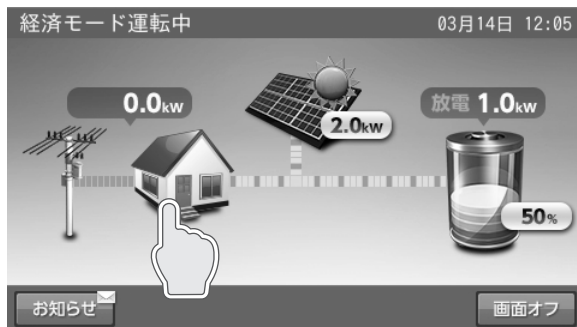 経済モード運転中
03月14日 12:05
0.0kw
2.0kw
放電 1.0kw
50%
お知らせ
画面オフ